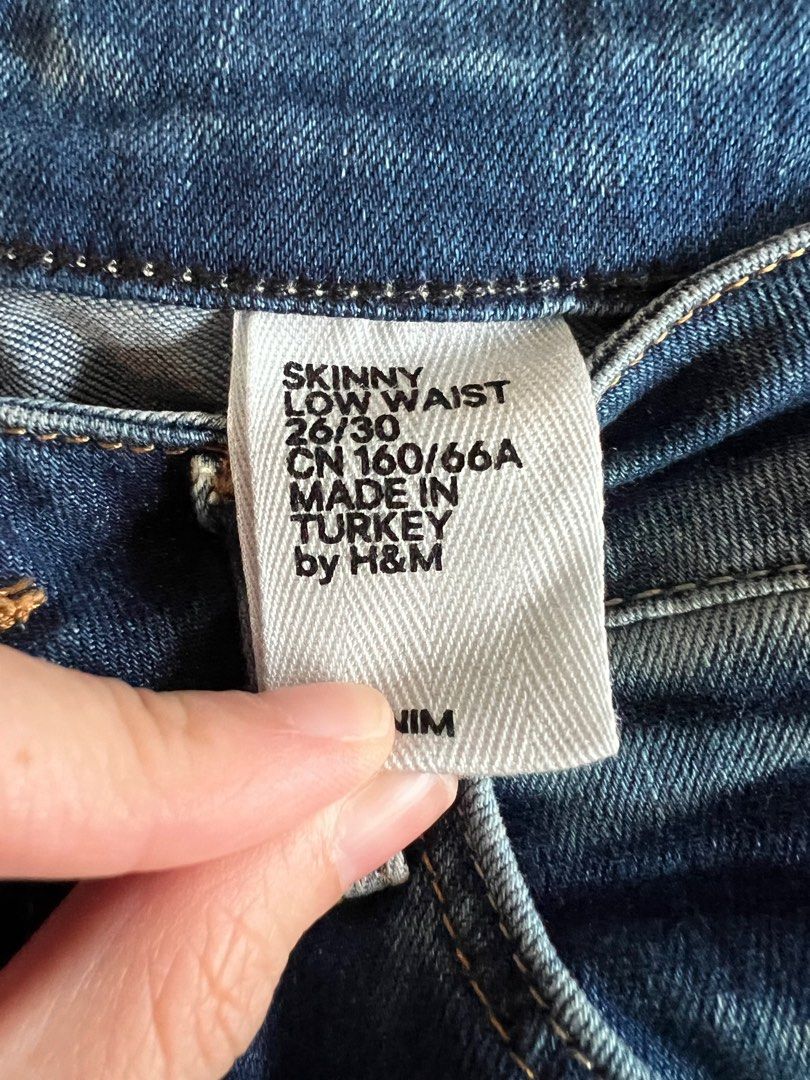 SKINNY
LOW WAIST
26/30
CN 160/66A
MADE IN
TURKEY
by H&M